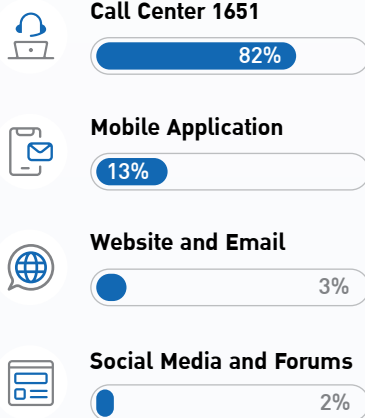 Call Center 1651
82%
Mobile Application
13%
Website and Email
3%
Social Media and Forums
2%